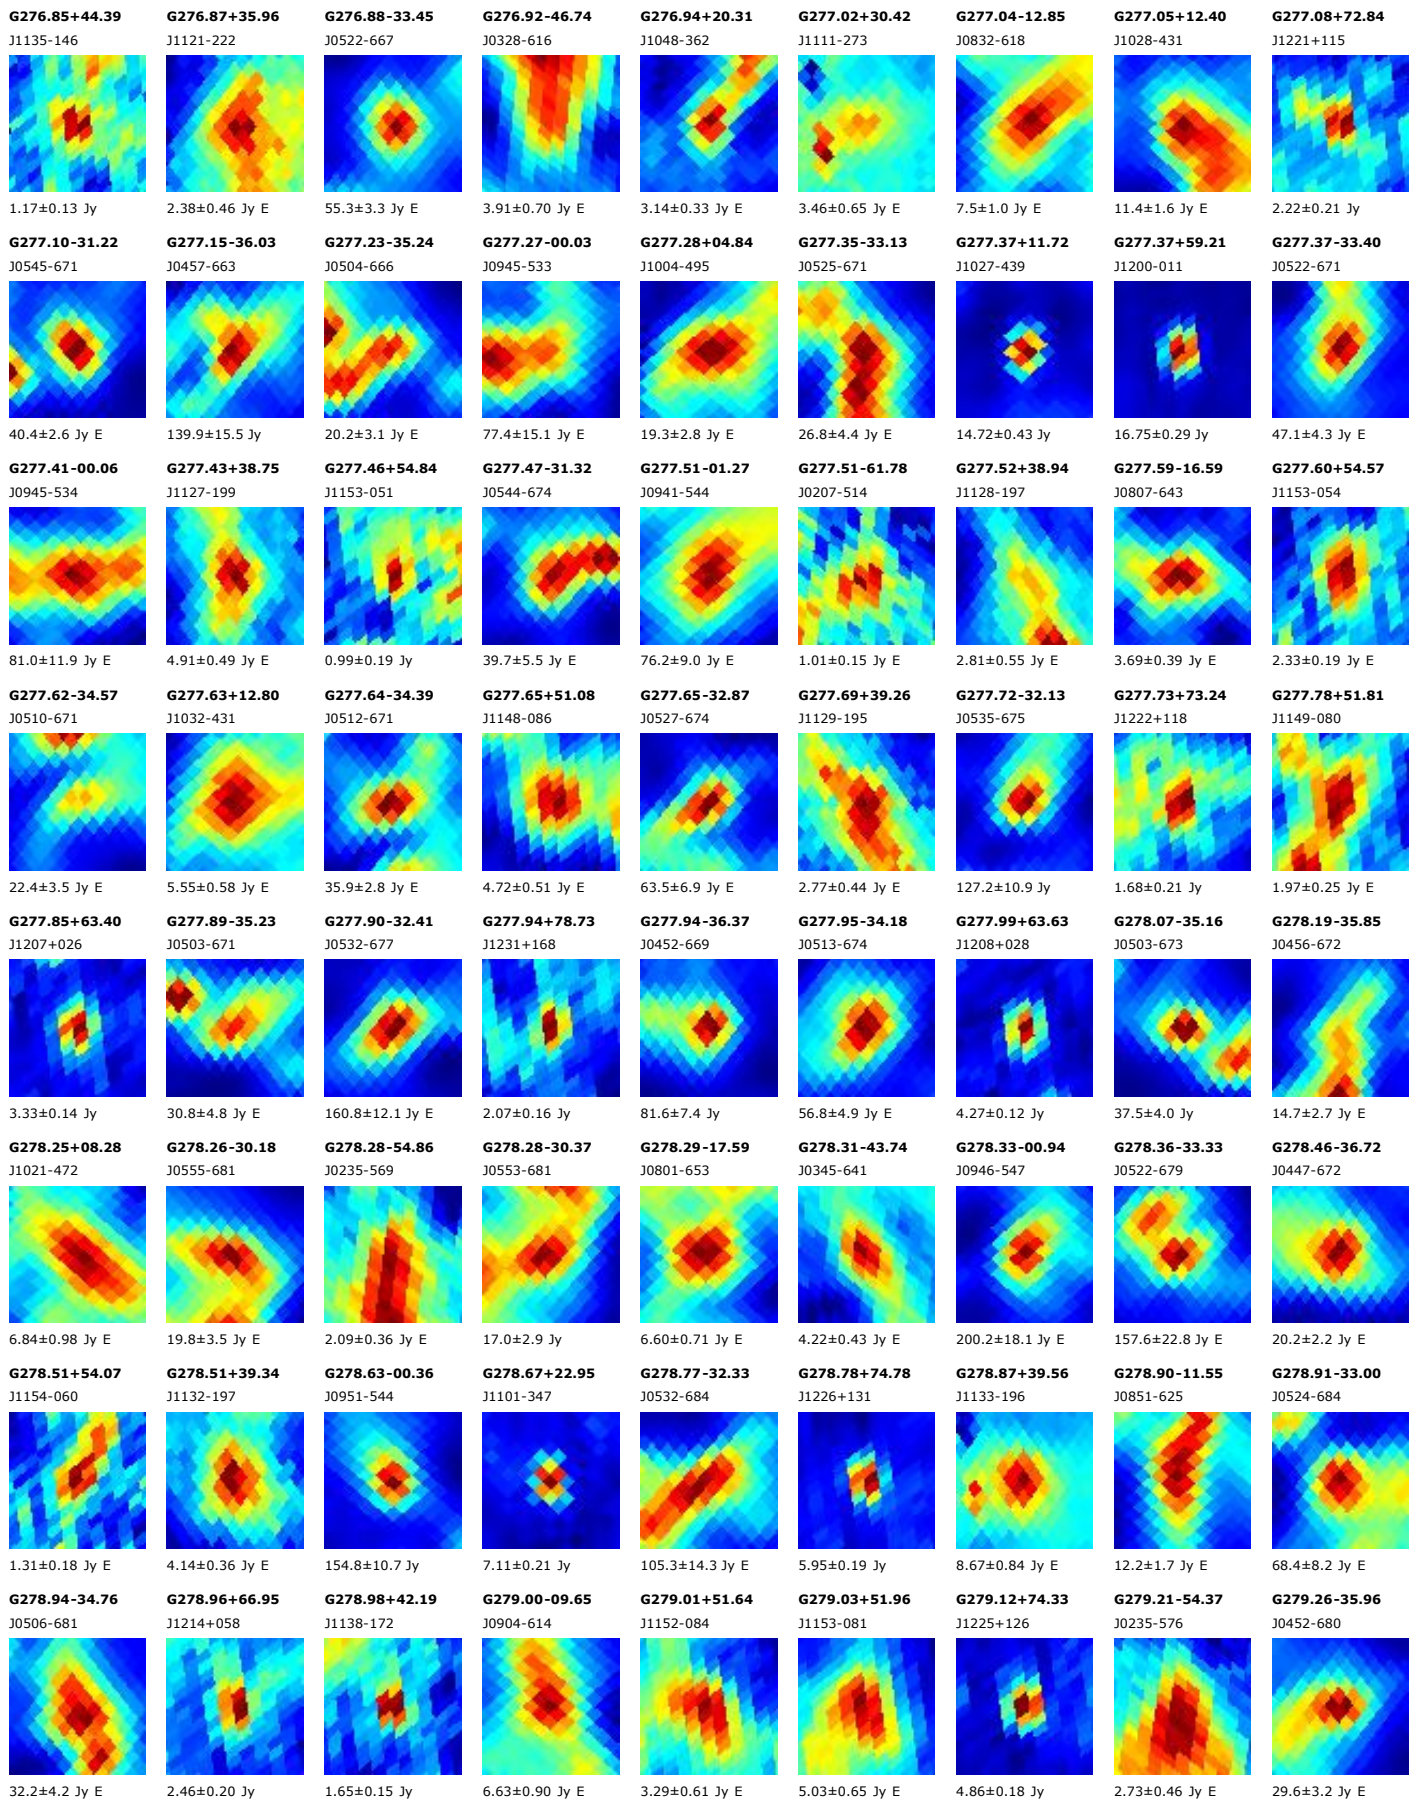 G276.85+44.39 G276.87+35.96 G276.88-33.45 G276.92-46.74 G276.94+20.31 G277.02+30.42 G277.04-12.85 G277.05+12.40 G277.08+72.84
J1135-146 J1121-222 J0522-667 J0328-616 J1048-362 J1111-273 J0832-618 J1028-431 J1221+115
1.17±0.13 Jy 2.38±0.46 Jy E 55.3±3.3 Jy E 3.91±0.70 Jy E 3.14±0.33 Jy E 3.46±0.65 Jy E 7.5±1.0 Jy E 11.4±1.6 Jy E 2.22±0.21 Jy
G277.10-31.22 G277.15-36.03 G277.23-35.24 G277.27-00.03 G277.28+04.84 G277.35-33.13 G277.37+11.72 G277.37+59.21 G277.37-33.40
J0545-671 J0457-663 J0504-666 J0945-533 J1004-495 J0525-671 J1027-439 J1200-011 J0522-671
40.4±2.6 Jy E 139.9±15.5 Jy 20.2±3.1 Jy E 77.4±15.1 Jy E 19.3±2.8 Jy E 26.8±4.4 Jy E 14.72±0.43 Jy 16.75±0.29 Jy 47.1±4.3 Jy E
G277.41-00.06 G277.43+38.75 G277.46+54.84 G277.47-31.32 G277.51-01.27 G277.51-61.78 G277.52+38.94 G277.59-16.59 G277.60+54.57
J0945-534 J1127-199 J1153-051 J0544-674 J0941-544 J0207-514 J1128-197 J0807-643 J1153-054
81.0±11.9 Jy E 4.91±0.49 Jy E 0.99±0.19 Jy 39.7±5.5 Jy E 76.2±9.0 Jy E 1.01±0.15 Jy E 2.81±0.55 Jy E 3.69±0.39 Jy E 2.33±0.19 Jy E
G277.62-34.57 G277.63+12.80 G277.64-34.39 G277.65+51.08 G277.65-32.87 G277.69+39.26 G277.72-32.13 G277.73+73.24 G277.78+51.81
J0510-671 J1032-431 J0512-671 J1148-086 J0527-674 J1129-195 J0535-675 J1222+118 J1149-080
22.4±3.5 Jy E 5.55±0.58 Jy E 35.9±2.8 Jy E 4.72±0.51 Jy E 63.5±6.9 Jy E 2.77±0.44 Jy E 127.2±10.9 Jy 1.68±0.21 Jy 1.97±0.25 Jy E
G277.85+63.40 G277.89-35.23 G277.90-32.41 G277.94+78.73 G277.94-36.37 G277.95-34.18 G277.99+63.63 G278.07-35.16 G278.19-35.85
J1207+026 J0503-671 J0532-677 J1231+168 J0452-669 J0513-674 J1208+028 J0503-673 J0456-672
3.33±0.14 Jy 30.8±4.8 Jy E 160.8±12.1 Jy E 2.07±0.16 Jy 81.6±7.4 Jy 56.8±4.9 Jy E 4.27±0.12 Jy 37.5±4.0 Jy 14.7±2.7 Jy E
G278.25+08.28 G278.26-30.18 G278.28-54.86 G278.28-30.37 G278.29-17.59 G278.31-43.74 G278.33-00.94 G278.36-33.33 G278.46-36.72
J1021-472 J0555-681 J0235-569 J0553-681 J0801-653 J0345-641 J0946-547 J0522-679 J0447-672
6.84±0.98 Jy E 19.8±3.5 Jy E 2.09±0.36 Jy E 17.0±2.9 Jy 6.60±0.71 Jy E 4.22±0.43 Jy E 200.2±18.1 Jy E 157.6±22.8 Jy E 20.2±2.2 Jy E
G278.51+54.07 G278.51+39.34 G278.63-00.36 G278.67+22.95 G278.77-32.33 G278.78+74.78 G278.87+39.56 G278.90-11.55 G278.91-33.00
J1154-060 J1132-197 J0951-544 J1101-347 J0532-684 J1226+131 J1133-196 J0851-625 J0524-684
1.31±0.18 Jy E 4.14±0.36 Jy E 154.8±10.7 Jy 7.11±0.21 Jy 105.3±14.3 Jy E 5.95±0.19 Jy 8.67±0.84 Jy E 12.2±1.7 Jy E 68.4±8.2 Jy E
G278.94-34.76 G278.96+66.95 G278.98+42.19 G279.00-09.65 G279.01+51.64 G279.03+51.96 G279.12+74.33 G279.21-54.37 G279.26-35.96
J0506-681 J1214+058 J1138-172 J0904-614 J1152-084 J1153-081 J1225+126 J0235-576 J0452-680
32.2±4.2 Jy E 2.46±0.20 Jy 1.65±0.15 Jy 6.63±0.90 Jy E 3.29±0.61 Jy E 5.03±0.65 Jy E 4.86±0.18 Jy 2.73±0.46 Jy E 29.6±3.2 Jy E